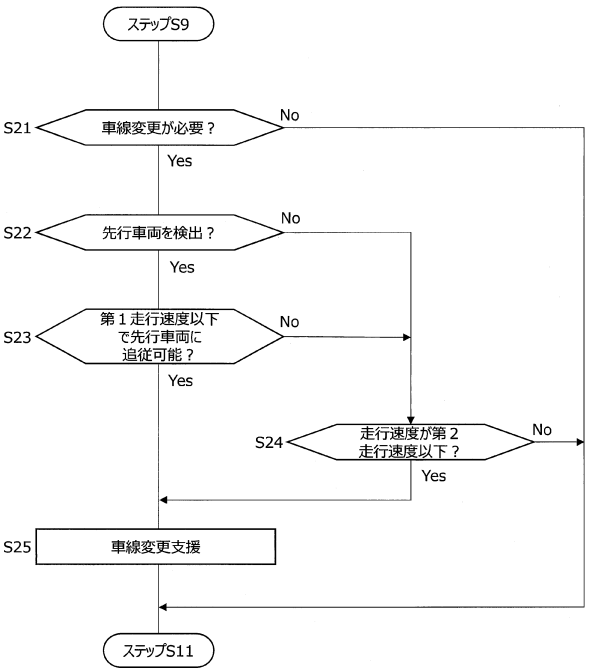 ステップS9
No
S21
車線変更が必要？
Yes
No
S22
先行車両を検出？
Yes
第１走行速度以下
No
S23
で先行車両に
追従可能？
Yes
走行速度が第２
No
S24
走行速度以下？
Yes
S25
車線変更支援
ステップS11